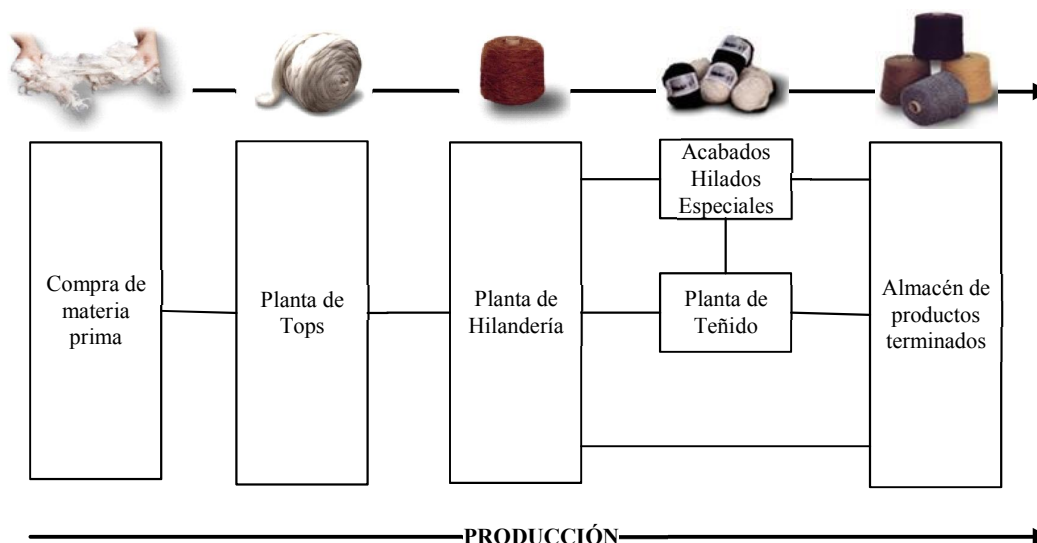 Compra de
materia
prima
Planta de
Tops
Planta de
Hilandería
Acabados
Hilados
Especiales
Planta de
Teñido
Almacén de
productos
terminados
PRODUCCIÓN